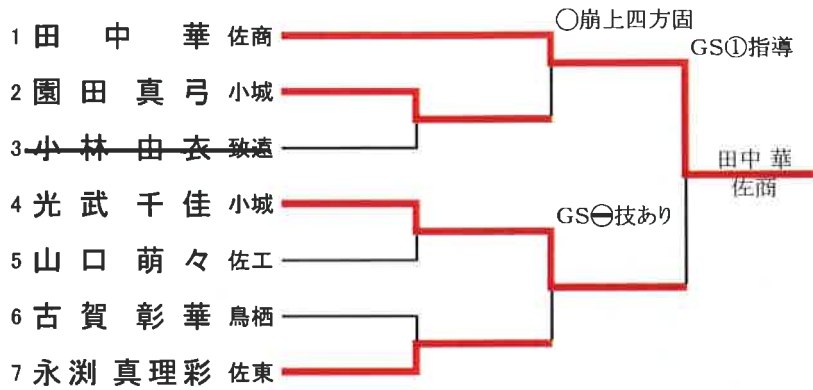 1 田中華 佐商
2 園田真弓 小城
3 小林由衣 致遠
4 光武千佳 小城
5 山口萌々 佐工
6 古賀彰華 鳥栖
7 永渕真理彩 佐東
○崩上四方固
GS①指導
GS㊀技あり
田中 華
佐商